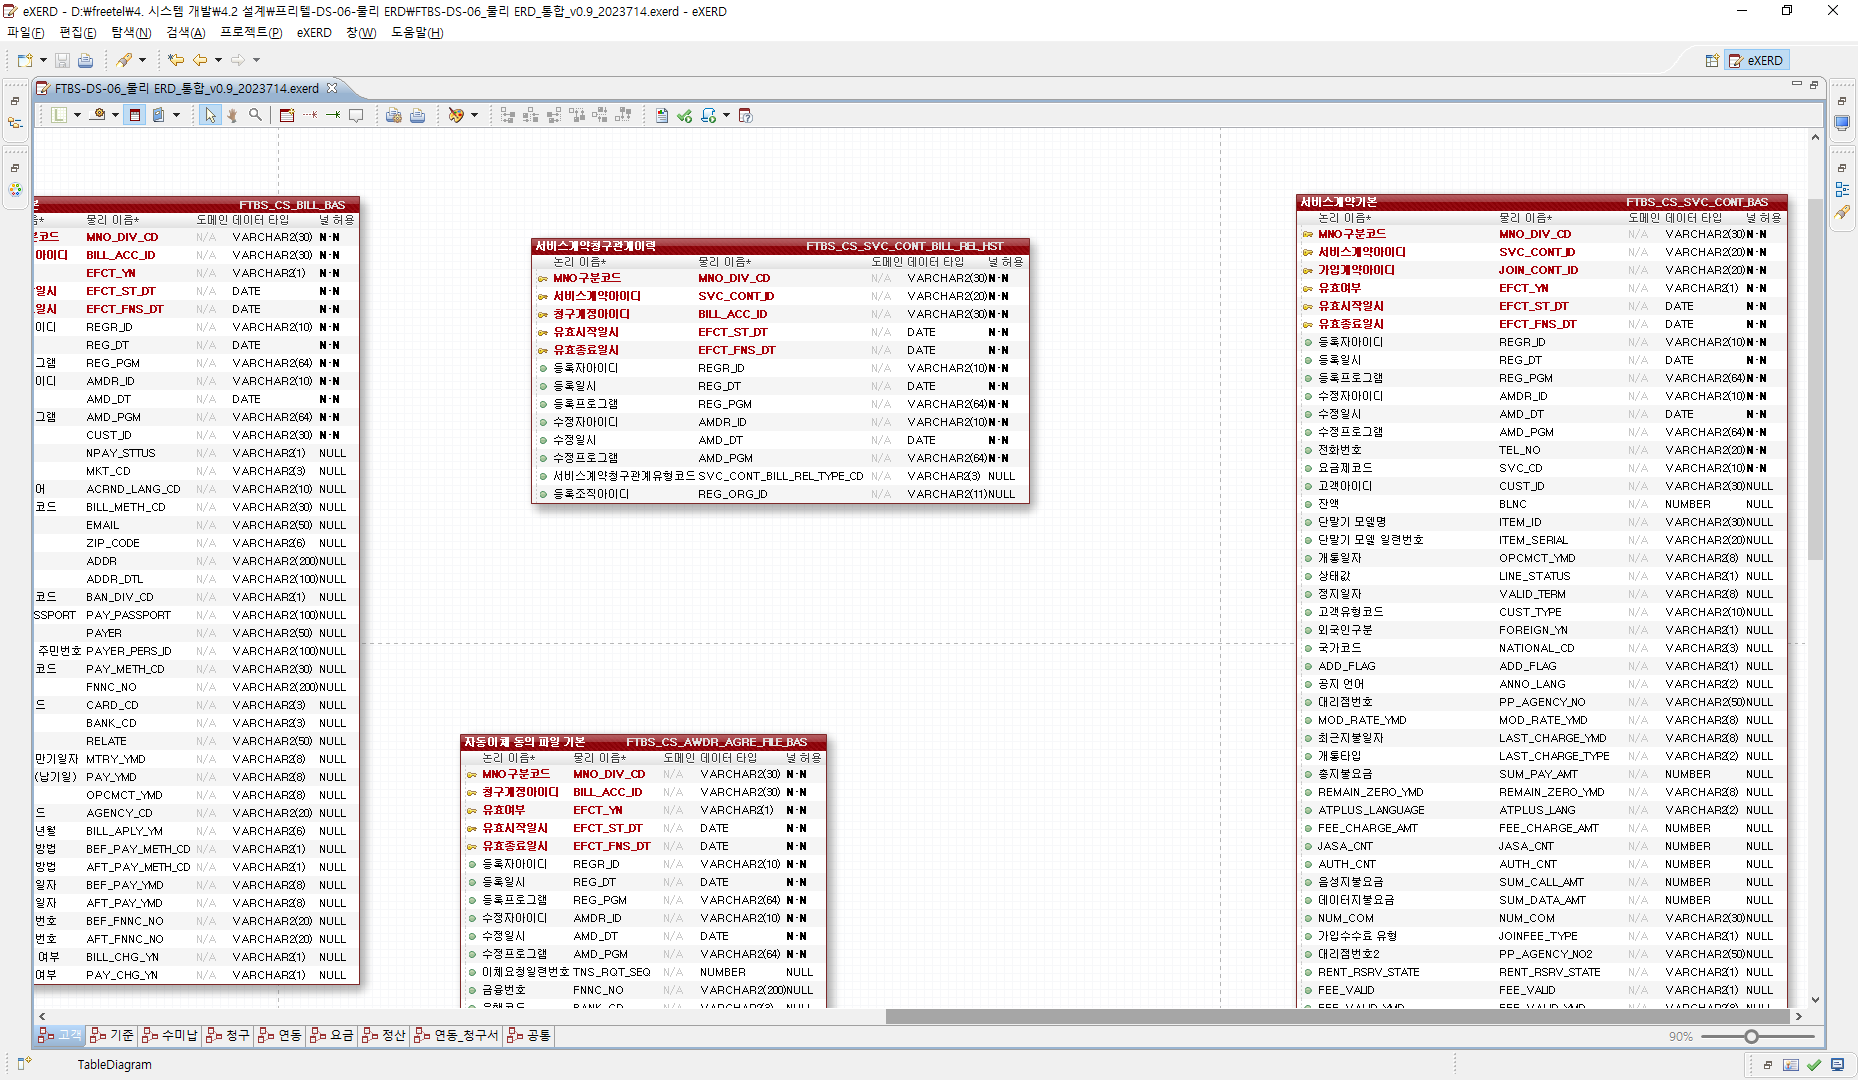 eXERD - D:\freetel\4. 시스템 개발\4.2 설계\프리텔-DS-06-물리 ERD\FTBS-DS-06_물리 ERD_통합_v0.9_2023714.exerd - eXERD
파일(F) 편집(E) 탐색(N) 검색(A) 프로젝트(P) eXERD 창(W) 도움말(H)
eXERD
FTBS-DS-06_물리 ERD_통합_v0.9_2023714.exerd
본 FTBS_CS_BILL_BAS
름* 물리 이름* 도메인 데이터 타입 널 허용
분코드 MNO_DIV_CD N/A VARCHAR2(30) N-N
아이디 BILL_ACC_ID N/A VARCHAR2(30) N-N
EFCT_YN N/A VARCHAR2(1) N-N
일시 EFCT_ST_DT N/A DATE N-N
일시 EFCT_FNS_DT N/A DATE N-N
이디 REGR_ID N/A VARCHAR2(10) N-N
REG_DT N/A DATE N-N
그램 REG_PGM N/A VARCHAR2(64) N-N
이디 AMDR_ID N/A VARCHAR2(10) N-N
AMD_DT N/A DATE N-N
그램 AMD_PGM N/A VARCHAR2(64) N-N
CUST_ID N/A VARCHAR2(30) N-N
NPAY_STTUS N/A VARCHAR2(1) NULL
MKT_CD N/A VARCHAR2(3) NULL
어 ACRND_LANG_CD N/A VARCHAR2(10) NULL
코드 BILL_METH_CD N/A VARCHAR2(30) NULL
EMAIL N/A VARCHAR2(50) NULL
ZIP_CODE N/A VARCHAR2(6) NULL
ADDR N/A VARCHAR2(200) NULL
ADDR_DTL N/A VARCHAR2(100) NULL
코드 BAN_DIV_CD N/A VARCHAR2(1) NULL
SSPORT PAY_PASSPORT N/A VARCHAR2(100) NULL
PAYER N/A VARCHAR2(50) NULL
주민번호 PAYER_PERS_ID N/A VARCHAR2(100) NULL
코드 PAY_METH_CD N/A VARCHAR2(30) NULL
FNNC_NO N/A VARCHAR2(200) NULL
드 CARD_CD N/A VARCHAR2(3) NULL
BANK_CD N/A VARCHAR2(3) NULL
RELATE N/A VARCHAR2(50) NULL
만기일자 MTRY_YMD N/A VARCHAR2(8) NULL
(납기일) PAY_YMD N/A VARCHAR2(8) NULL
OPCMCT_YMD N/A VARCHAR2(8) NULL
드 AGENCY_CD N/A VARCHAR2(20) NULL
년월 BILL_APLY_YM N/A VARCHAR2(6) NULL
방법 BEF_PAY_METH_CD N/A VARCHAR2(1) NULL
방법 AFT_PAY_METH_CD N/A VARCHAR2(1) NULL
일자 BEF_PAY_YMD N/A VARCHAR2(8) NULL
일자 AFT_PAY_YMD N/A VARCHAR2(8) NULL
번호 BEF_FNNC_NO N/A VARCHAR2(20) NULL
번호 AFT_FNNC_NO N/A VARCHAR2(20) NULL
여부 BILL_CHG_YN N/A VARCHAR2(1) NULL
여부 PAY_CHG_YN N/A VARCHAR2(1) NULL
서비스계약청구관계이력 FTBS_CS_SVC_CONT_BILL_REL_HST
논리 이름* 물리 이름* 도메인 데이터 타입 널 허용
MNO구분코드 MNO_DIV_CD N/A VARCHAR2(30) N-N
서비스계약아이디 SVC_CONT_ID N/A VARCHAR2(20) N-N
청구계정아이디 BILL_ACC_ID N/A VARCHAR2(30) N-N
유효시작일시 EFCT_ST_DT N/A DATE N-N
유효종료일시 EFCT_FNS_DT N/A DATE N-N
등록자아이디 REGR_ID N/A VARCHAR2(10) N-N
등록일시 REG_DT N/A DATE N-N
등록프로그램 REG_PGM N/A VARCHAR2(64) N-N
수정자아이디 AMDR_ID N/A VARCHAR2(10) N-N
수정일시 AMD_DT N/A DATE N-N
수정프로그램 AMD_PGM N/A VARCHAR2(64) N-N
서비스계약청구관계유형코드 SVC_CONT_BILL_REL_TYPE_CD N/A VARCHAR2(3) NULL
등록조직아이디 REG_ORG_ID N/A VARCHAR2(11) NULL
자동이체 동의 파일 기본 FTBS_CS_AWDR_AGRE_FILE_BAS
논리 이름* 물리 이름* 도메인 데이터 타입 널 허용
MNO구분코드 MNO_DIV_CD N/A VARCHAR2(30) N-N
청구계정아이디 BILL_ACC_ID N/A VARCHAR2(30) N-N
유효여부 EFCT_YN N/A VARCHAR2(1) N-N
유효시작일시 EFCT_ST_DT N/A DATE N-N
유효종료일시 EFCT_FNS_DT N/A DATE N-N
등록자아이디 REGR_ID N/A VARCHAR2(10) N-N
등록일시 REG_DT N/A DATE N-N
등록프로그램 REG_PGM N/A VARCHAR2(64) N-N
수정자아이디 AMDR_ID N/A VARCHAR2(10) N-N
수정일시 AMD_DT N/A DATE N-N
수정프로그램 AMD_PGM N/A VARCHAR2(64) N-N
이체요청일련번호 TNS_RQT_SEQ N/A NUMBER NULL
금융번호 FNNC_NO N/A VARCHAR2(200) NULL
은행코드 BANK_CD N/A VARCHAR2(3) NULL
서비스계약기본 FTBS_CS_SVC_CONT_BAS
논리 이름* 물리 이름* 도메인 데이터 타입 널 허용
MNO구분코드 MNO_DIV_CD N/A VARCHAR2(30) N-N
서비스계약아이디 SVC_CONT_ID N/A VARCHAR2(20) N-N
가입계약아이디 JOIN_CONT_ID N/A VARCHAR2(20) N-N
유효여부 EFCT_YN N/A VARCHAR2(1) N-N
유효시작일시 EFCT_ST_DT N/A DATE N-N
유효종료일시 EFCT_FNS_DT N/A DATE N-N
등록자아이디 REGR_ID N/A VARCHAR2(10) N-N
등록일시 REG_DT N/A DATE N-N
등록프로그램 REG_PGM N/A VARCHAR2(64) N-N
수정자아이디 AMDR_ID N/A VARCHAR2(10) N-N
수정일시 AMD_DT N/A DATE N-N
수정프로그램 AMD_PGM N/A VARCHAR2(64) N-N
전화번호 TEL_NO N/A VARCHAR2(20) N-N
요금제코드 SVC_CD N/A VARCHAR2(10) N-N
고객아이디 CUST_ID N/A VARCHAR2(30) NULL
잔액 BLNC N/A NUMBER NULL
단말기 모델명 ITEM_ID N/A VARCHAR2(30) NULL
단말기 모델 일련번호 ITEM_SERIAL N/A VARCHAR2(20) NULL
개통일자 OPCMCT_YMD N/A VARCHAR2(8) NULL
상태값 LINE_STATUS N/A VARCHAR2(1) NULL
정지일자 VALID_TERM N/A VARCHAR2(8) NULL
고객유형코드 CUST_TYPE N/A VARCHAR2(10) NULL
외국인구분 FOREIGN_YN N/A VARCHAR2(1) NULL
국가코드 NATIONAL_CD N/A VARCHAR2(3) NULL
ADD_FLAG ADD_FLAG N/A VARCHAR2(1) NULL
공지 언어 ANNO_LANG N/A VARCHAR2(2) NULL
대리점번호 PP_AGENCY_NO N/A VARCHAR2(50) NULL
MOD_RATE_YMD MOD_RATE_YMD N/A VARCHAR2(8) NULL
최근지불일자 LAST_CHARGE_YMD N/A VARCHAR2(8) NULL
개통타입 LAST_CHARGE_TYPE N/A VARCHAR2(2) NULL
총지불요금 SUM_PAY_AMT N/A NUMBER NULL
REMAIN_ZERO_YMD REMAIN_ZERO_YMD N/A VARCHAR2(8) NULL
ATPLUS_LANGUAGE ATPLUS_LANG N/A VARCHAR2(2) NULL
FEE_CHARGE_AMT FEE_CHARGE_AMT N/A NUMBER NULL
JASA_CNT JASA_CNT N/A NUMBER NULL
AUTH_CNT AUTH_CNT N/A NUMBER NULL
음성지불요금 SUM_CALL_AMT N/A NUMBER NULL
데이터지불요금 SUM_DATA_AMT N/A NUMBER NULL
NUM_COM NUM_COM N/A VARCHAR2(30) NULL
가입수수료 유형 JOINFEE_TYPE N/A VARCHAR2(1) NULL
대리점번호2 PP_AGENCY_NO2 N/A VARCHAR2(50) NULL
RENT_RSRV_STATE RENT_RSRV_STATE N/A VARCHAR2(1) NULL
FEE_VALID FEE_VALID N/A VARCHAR2(1) NULL
FEE_VALID_YMD FEE_VALID_YMD N/A VARCHAR2(8) NULL
고객 기준 수미납 청구 연동 요금 정산 연동_청구서 공통
90%
TableDiagram